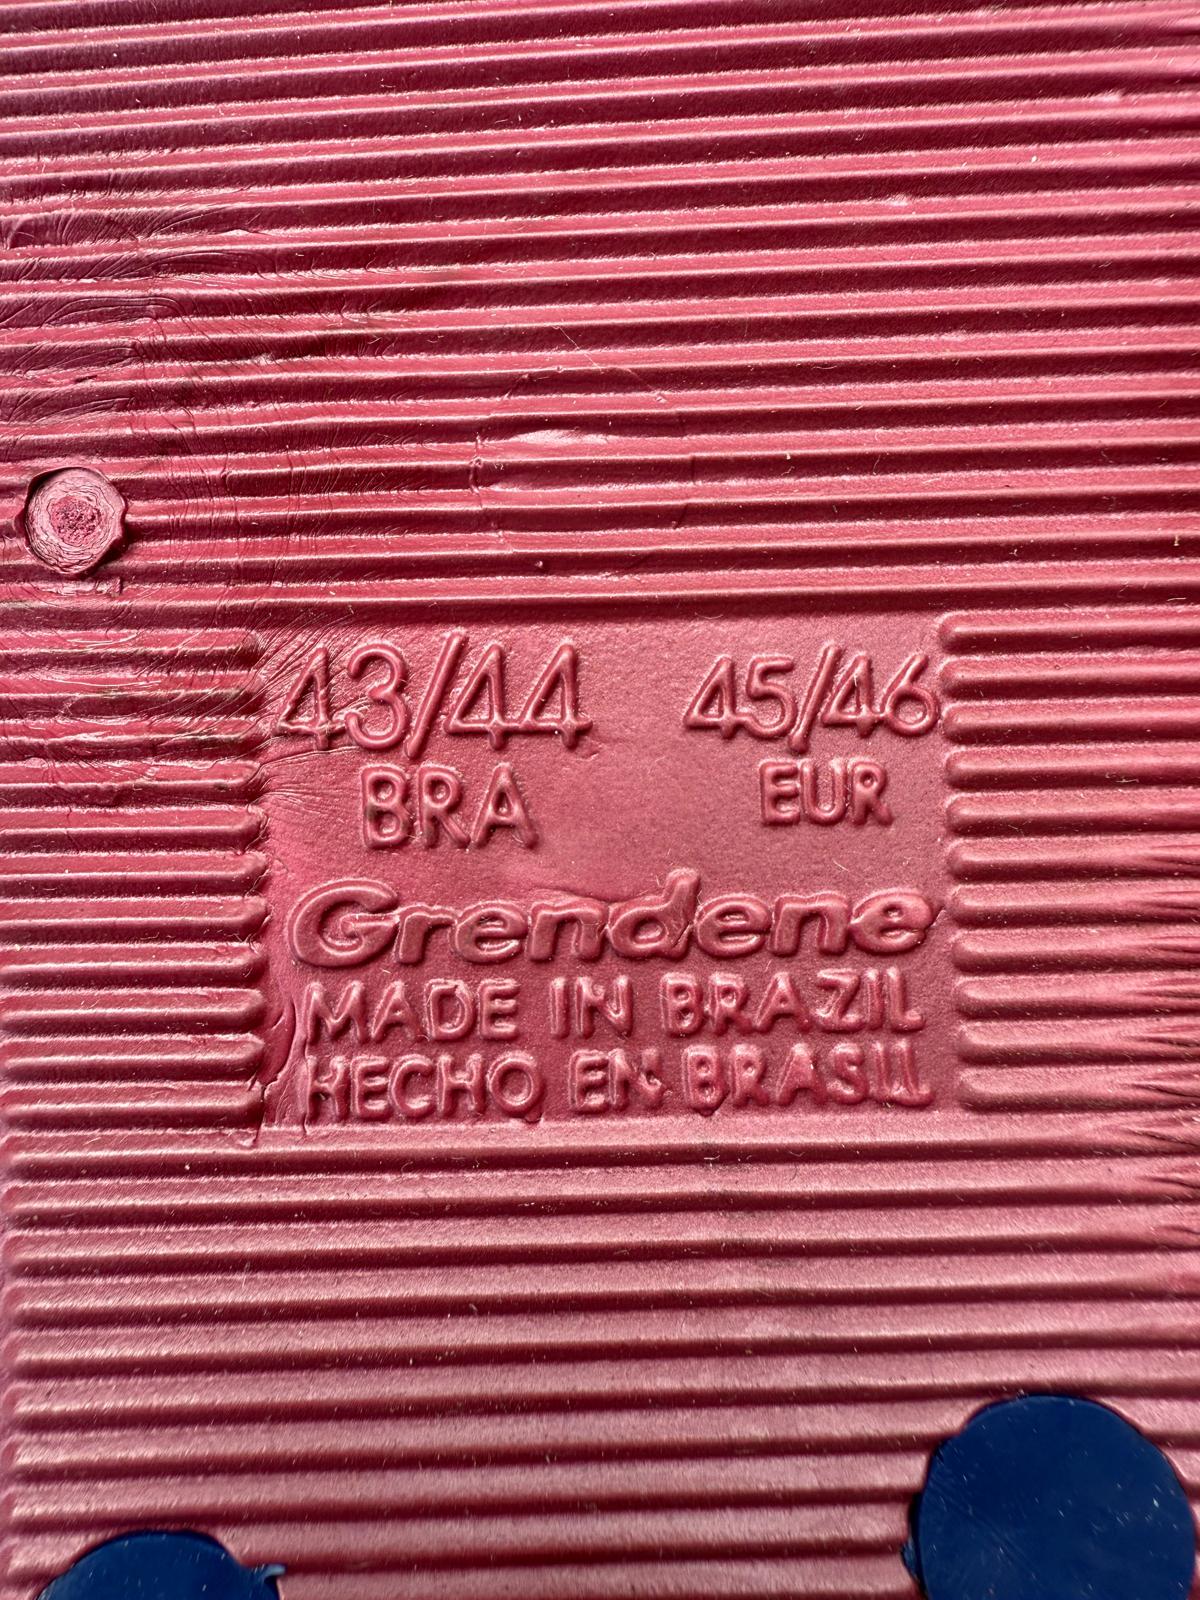 43/44 45/46
BRA EUR
Grendene
MADE IN BRAZIL
HECHO EN BRASIL